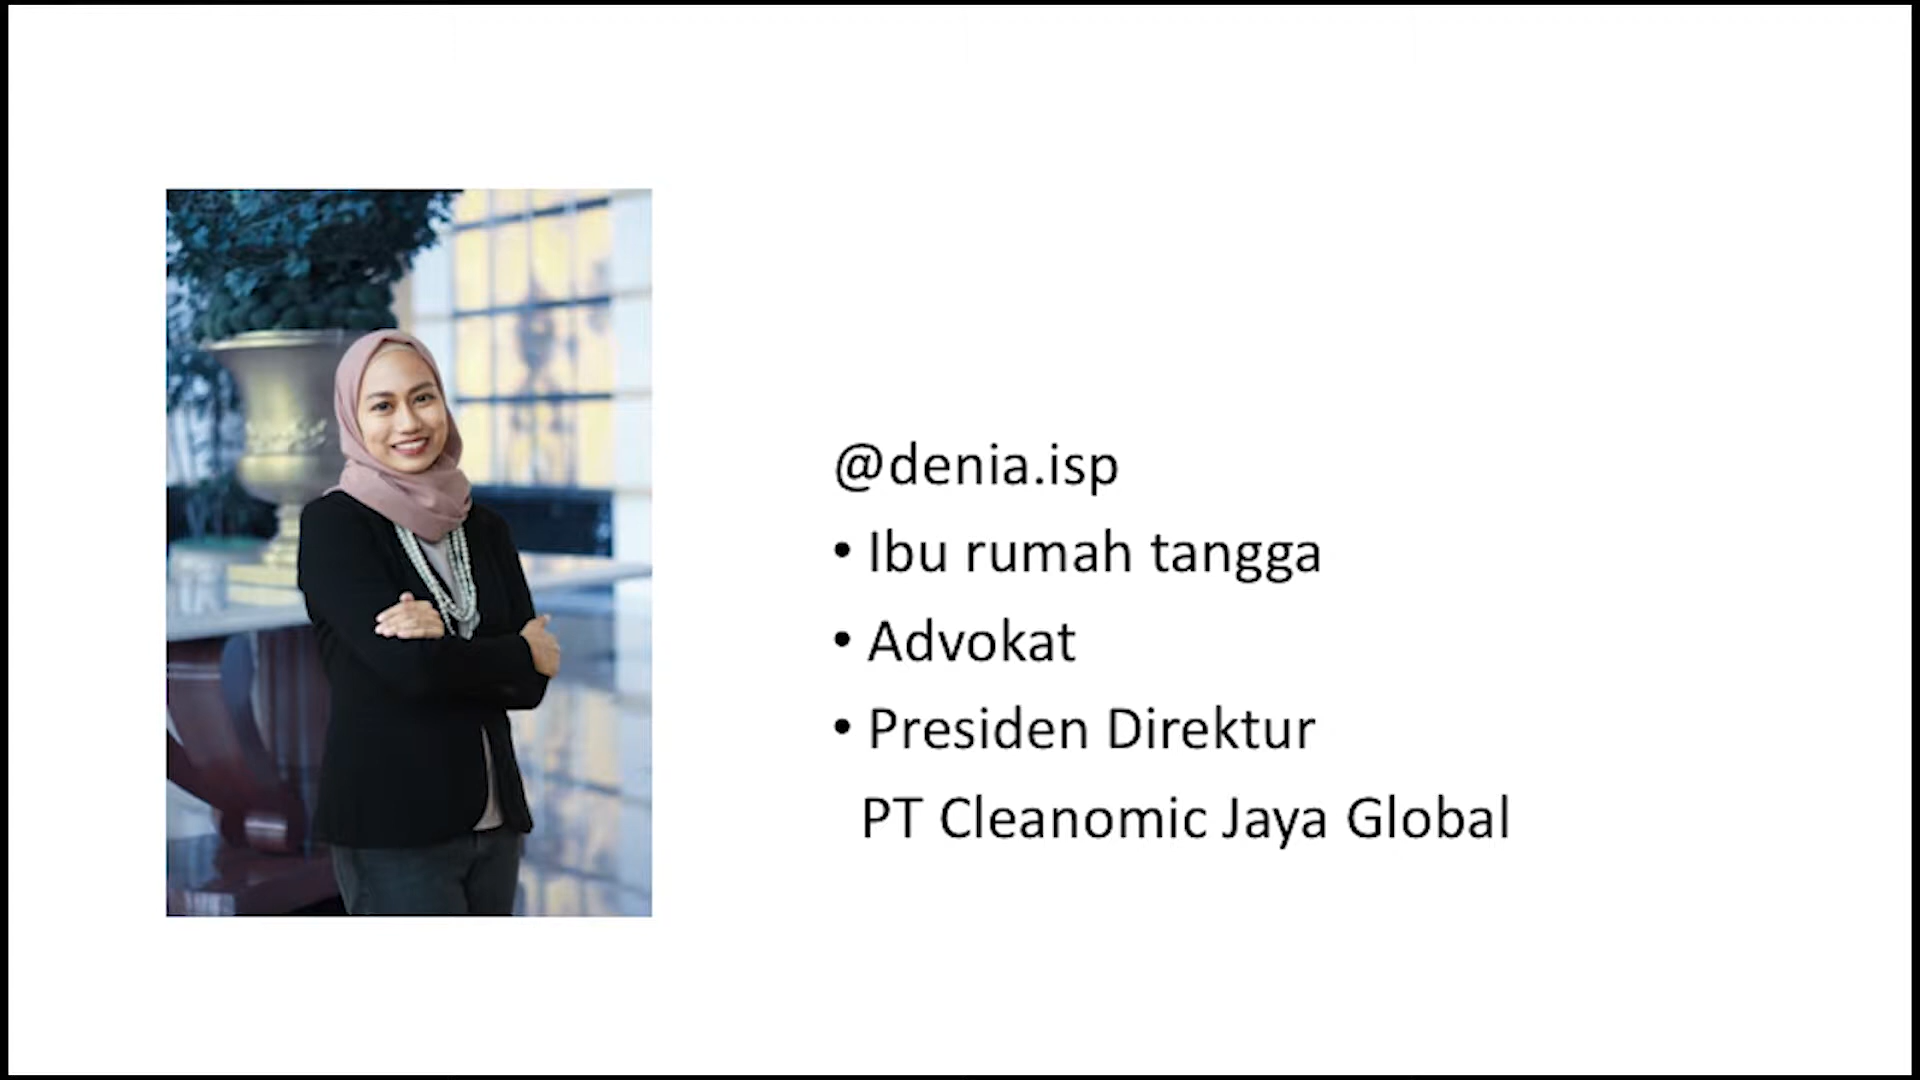 @denia.isp
• Ibu rumah tangga
• Advokat
• Presiden Direktur
PT Cleanomic Jaya Global